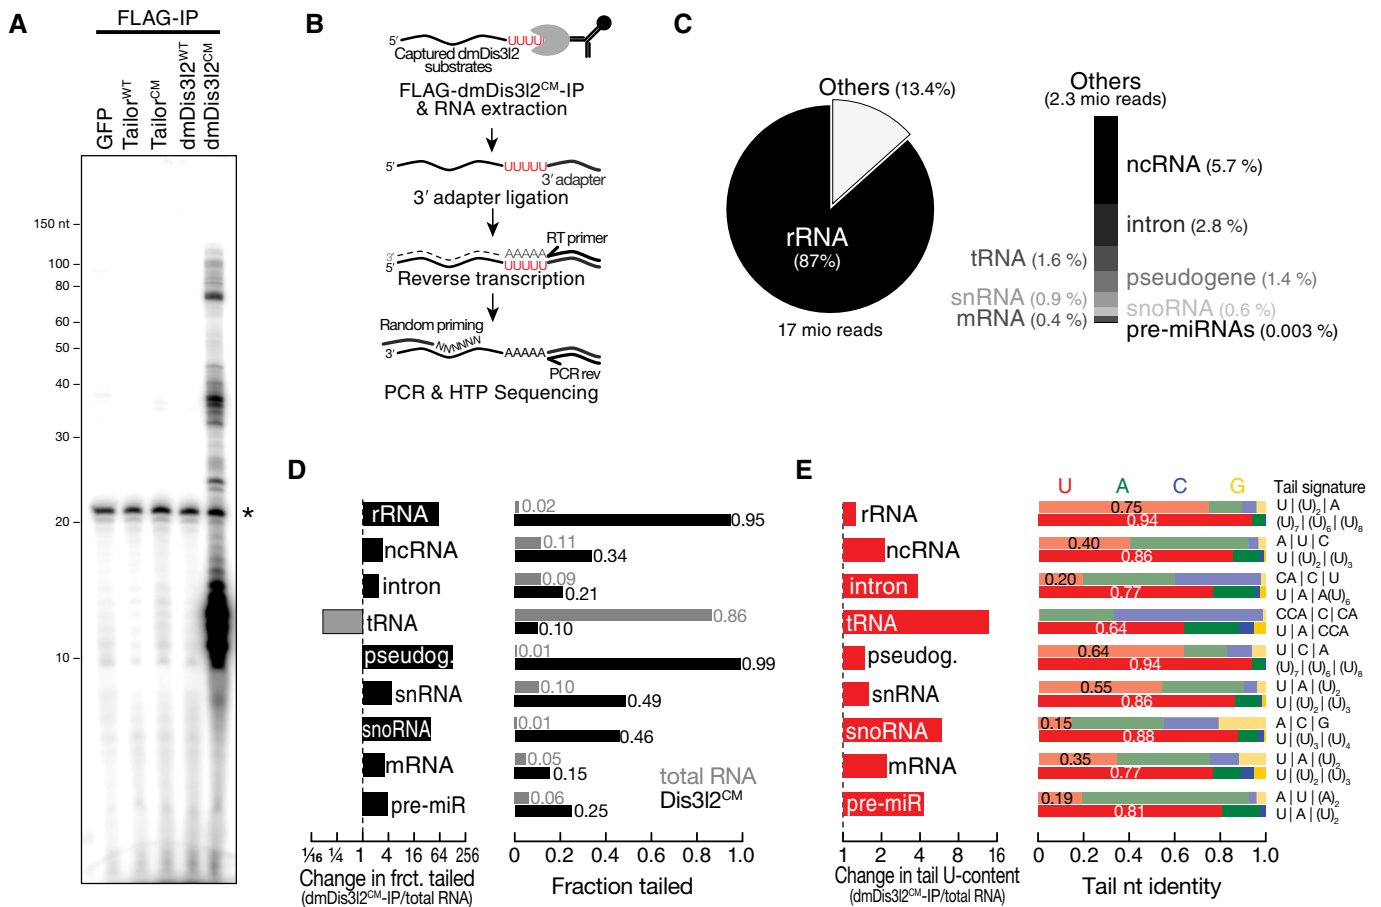 A
FLAG-IP
GFP
Tailor^WT
Tailor^CM
dmDis3l2^WT
dmDis3l2^CM
150 nt
100
80
60
50
40
30
20
10
*
B
5′ UUUU
Captured dmDis3l2
substrates
FLAG-dmDis3l2^CM-IP
& RNA extraction
5′ UUUUU
3′ adapter
3′ adapter ligation
RT primer
3′ AAAAA
5′ UUUUU
Reverse transcription
Random priming
NNNNNN
3′ AAAAA
PCR rev
PCR & HTP Sequencing
C
Others (13.4%)
rRNA
(87%)
17 mio reads
Others
(2.3 mio reads)
ncRNA (5.7 %)
intron (2.8 %)
tRNA (1.6 %)
pseudogene (1.4 %)
snRNA (0.9 %)
snoRNA (0.6 %)
mRNA (0.4 %)
pre-miRNAs (0.003 %)
D
rRNA 0.02 0.95
ncRNA 0.11 0.34
intron 0.09 0.21
tRNA 0.86 0.10
pseudog. 0.01 0.99
snRNA 0.10 0.49
snoRNA 0.01 0.46
mRNA 0.05 0.15
pre-miR 0.06 0.25
total RNA
Dis3l2^CM
1⁄16 1⁄4 1 4 16 64 256
Change in frct. tailed
(dmDis3l2^CM-IP/total RNA)
0 0.2 0.4 0.6 0.8 1.0
Fraction tailed
E
U A C G Tail signature
rRNA 0.75 U | (U)₂ | A
0.94 (U)₇ | (U)₆ | (U)₈
ncRNA 0.40 A | U | C
0.86 U | (U)₂ | (U)₃
intron 0.20 CA | C | U
0.77 U | A | A(U)₆
tRNA CCA | C | CA
0.64 U | A | CCA
pseudog. 0.64 U | C | A
0.94 (U)₇ | (U)₆ | (U)₈
snRNA 0.55 U | A | (U)₂
0.86 U | (U)₂ | (U)₃
snoRNA 0.15 A | C | G
0.88 U | (U)₃ | (U)₄
mRNA 0.35 U | A | (U)₂
0.77 U | (U)₂ | (U)₃
pre-miR 0.19 A | U | (A)₂
0.81 U | A | (U)₂
1 2 4 8 16
Change in tail U-content
(dmDis3l2^CM-IP/total RNA)
0 0.2 0.4 0.6 0.8 1.0
Tail nt identity